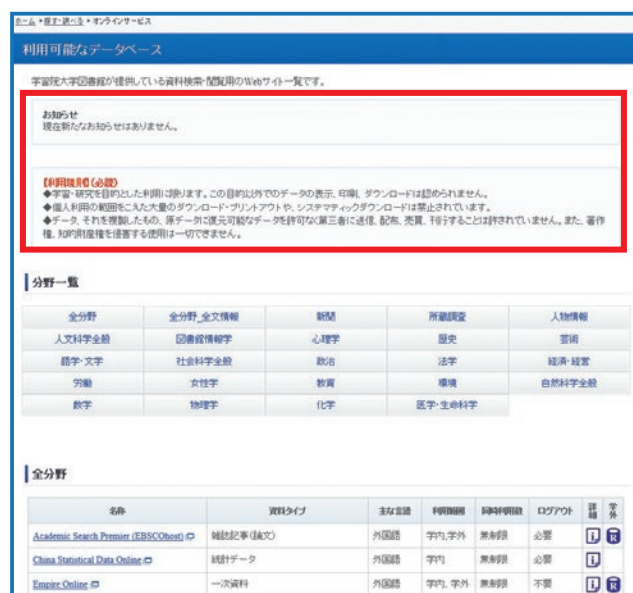 ホーム ▸ 探す・調べる ▸ オンラインサービス
利用可能なデータベース
学習院大学図書館が提供している資料検索・閲覧用のWebサイト一覧です。
お知らせ
現在新たなお知らせはありません。
【利用規則】(必読)
◆学習・研究を目的とした利用に限ります。この目的以外でのデータの表示、印刷、ダウンロードは認められません。
◆個人利用の範囲をこえた大量のダウンロード・プリントアウトや、システマティックダウンロードは禁止されています。
◆データ、それを複製したもの、原データに復元可能なデータを許可なく第三者に送信、配布、売買、刊行することは許されていません。また、著作
権、知的財産権を侵害する使用は一切できません。
分野一覧
全分野 全分野_全文情報 新聞 所蔵調査 人物情報
人文科学全般 図書館情報学 心理学 歴史 芸術
語学・文学 社会科学全般 政治 法学 経済・経営
労働 女性学 教育 環境 自然科学全般
数学 物理学 化学 医学・生命科学
全分野
名称 資料タイプ 主な言語 利用範囲 同時利用数 ログアウト 詳細 学外
Academic Search Premier (EBSCOhost) 雑誌記事(論文) 外国語 学内,学外 無制限 必要 i R
China Statistical Data Online 統計データ 外国語 学内 無制限 必要 i
Empire Online 一次資料 外国語 学内, 学外 無制限 不要 i R